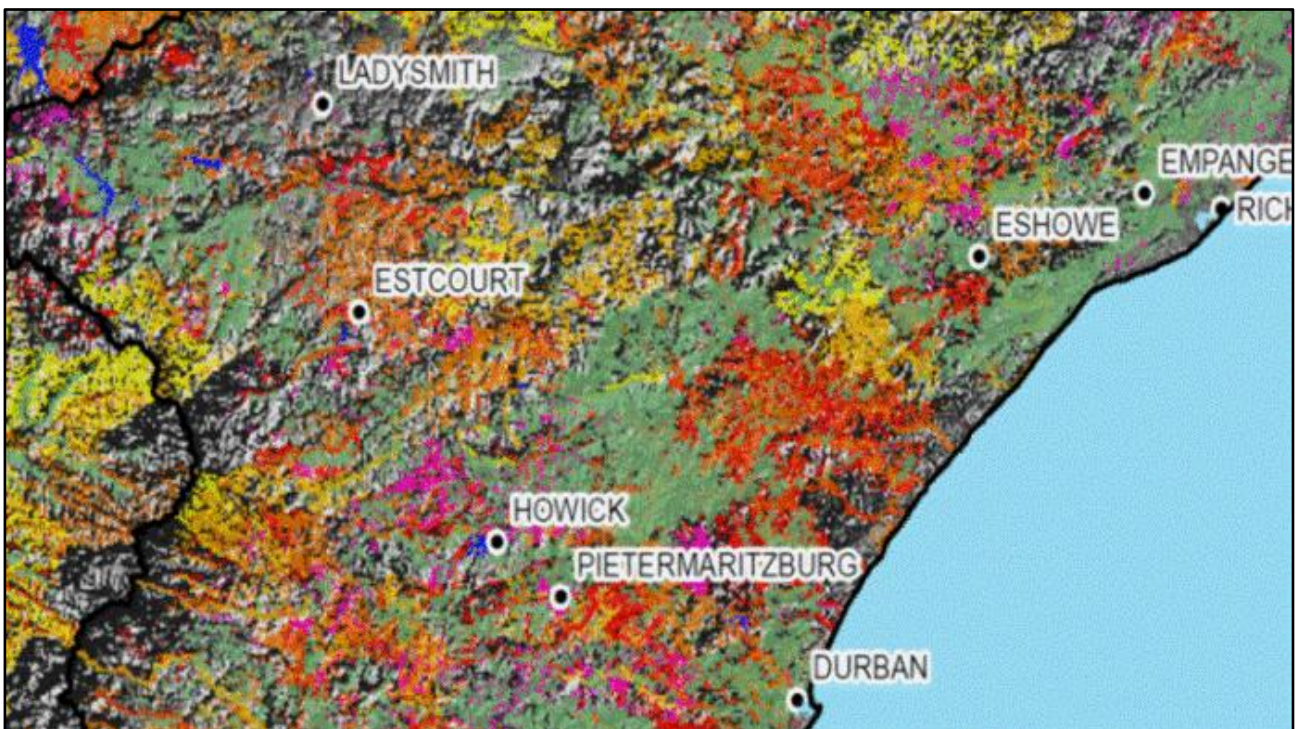 LADYSMITH
EMPANGE
RICH
ESHOWE
ESTCOURT
HOWICK
PIETERMARITZBURG
DURBAN